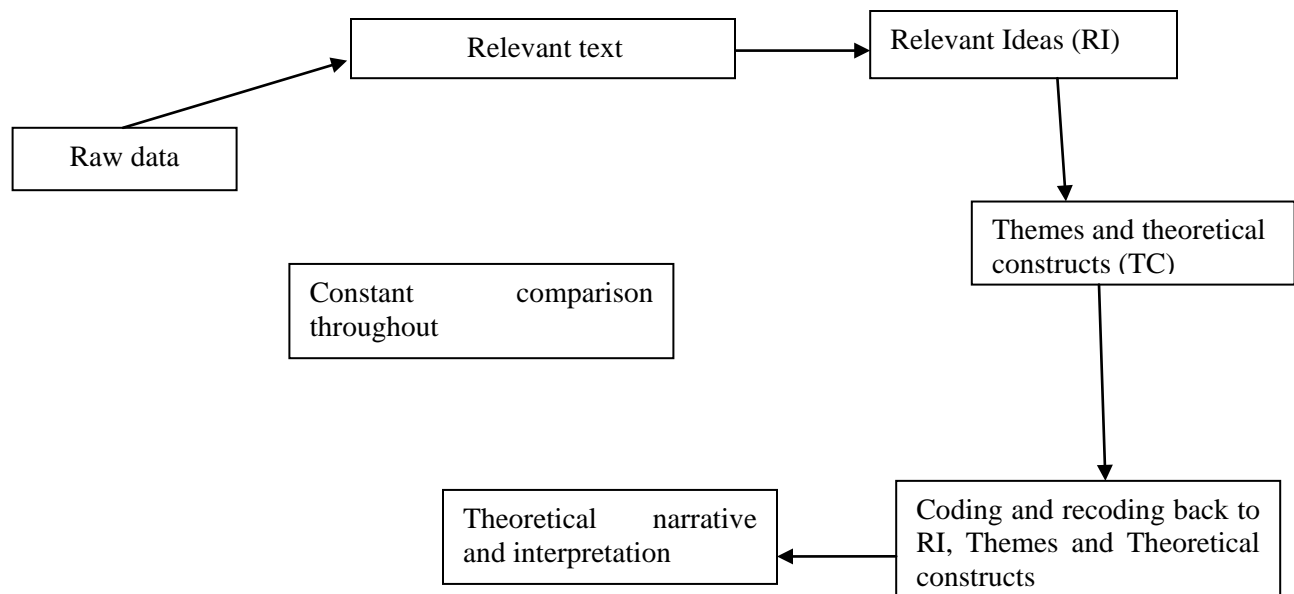 Raw data
Relevant text
Relevant Ideas (RI)
Themes and theoretical
constructs (TC)
Constant comparison
throughout
Coding and recoding back to
RI, Themes and Theoretical
constructs
Theoretical narrative
and interpretation